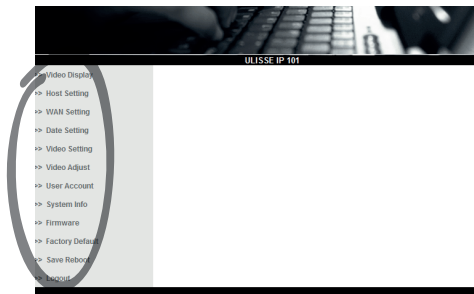 ULISSE IP 101
>> Video Display
>> Host Setting
>> WAN Setting
>> Date Setting
>> Video Setting
>> Video Adjust
>> User Account
>> System Info
>> Firmware
>> Factory Default
>> Save Reboot
>> Logout